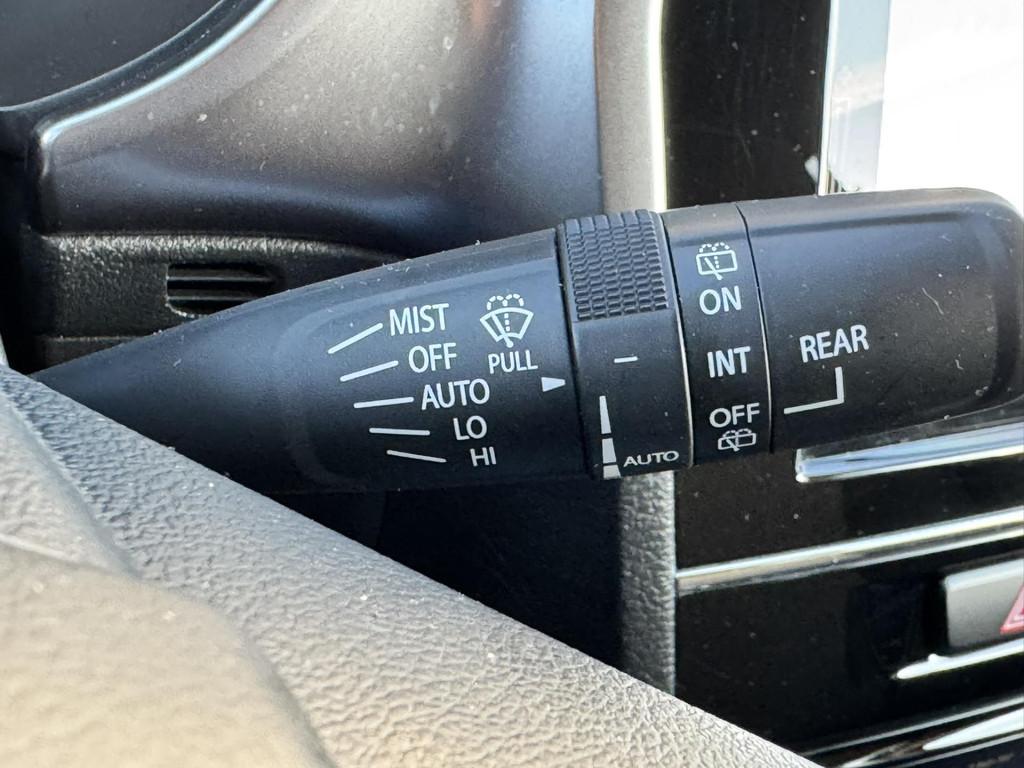 MIST
OFF
AUTO
LO
HI
PULL
–
AUTO
ON
INT
OFF
REAR